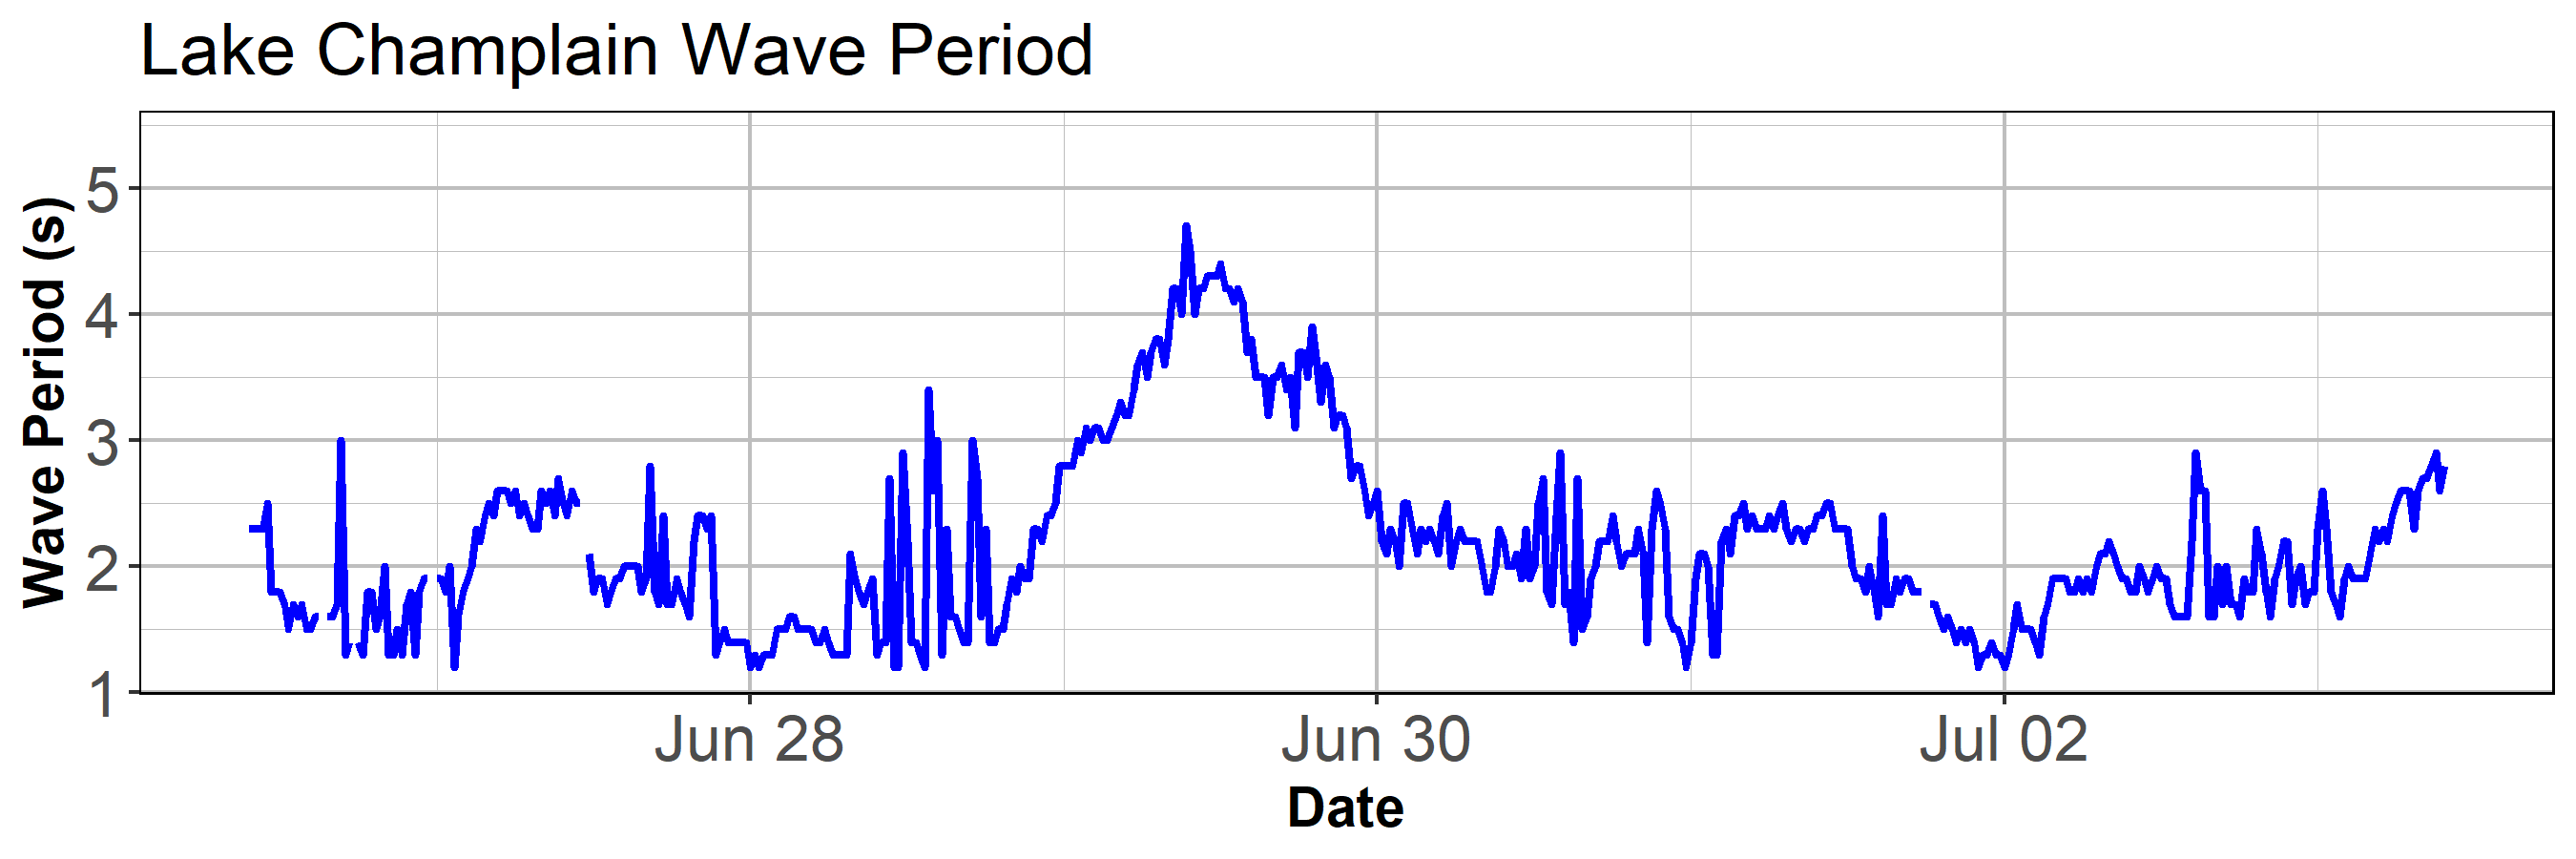 Lake Champlain Wave Period
Wave Period (s)
5
4
3
2
1
Jun 28
Jun 30
Jul 02
Date